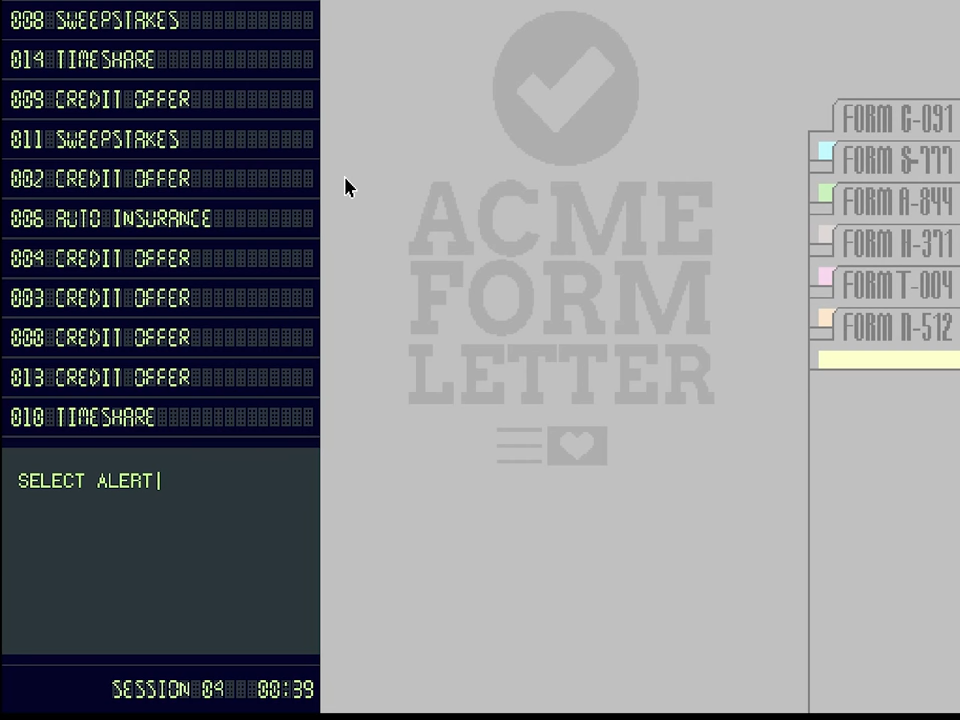 008 SWEEPSTAKES
014 TIMESHARE
009 CREDIT OFFER
011 SWEEPSTAKES
002 CREDIT OFFER
006 AUTO INSURANCE
004 CREDIT OFFER
003 CREDIT OFFER
000 CREDIT OFFER
013 CREDIT OFFER
010 TIMESHARE
SELECT ALERT|
SESSION 04 00:39
ACME
FORM
LETTER
FORM C-091
FORM S-777
FORM A-844
FORM H-371
FORM T-004
FORM N-512